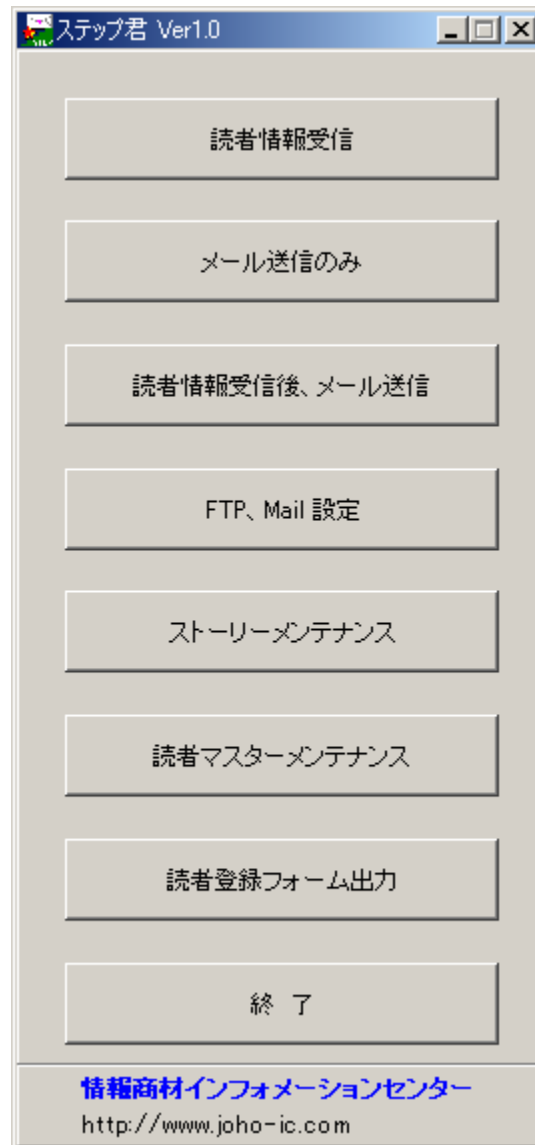 ステップ君 Ver1.0
読者情報受信
メール送信のみ
読者情報受信後、メール送信
FTP、Mail 設定
ストーリーメンテナンス
読者マスターメンテナンス
読者登録フォーム出力
終 了
情報商材インフォメーションセンター
http://www.joho-ic.com